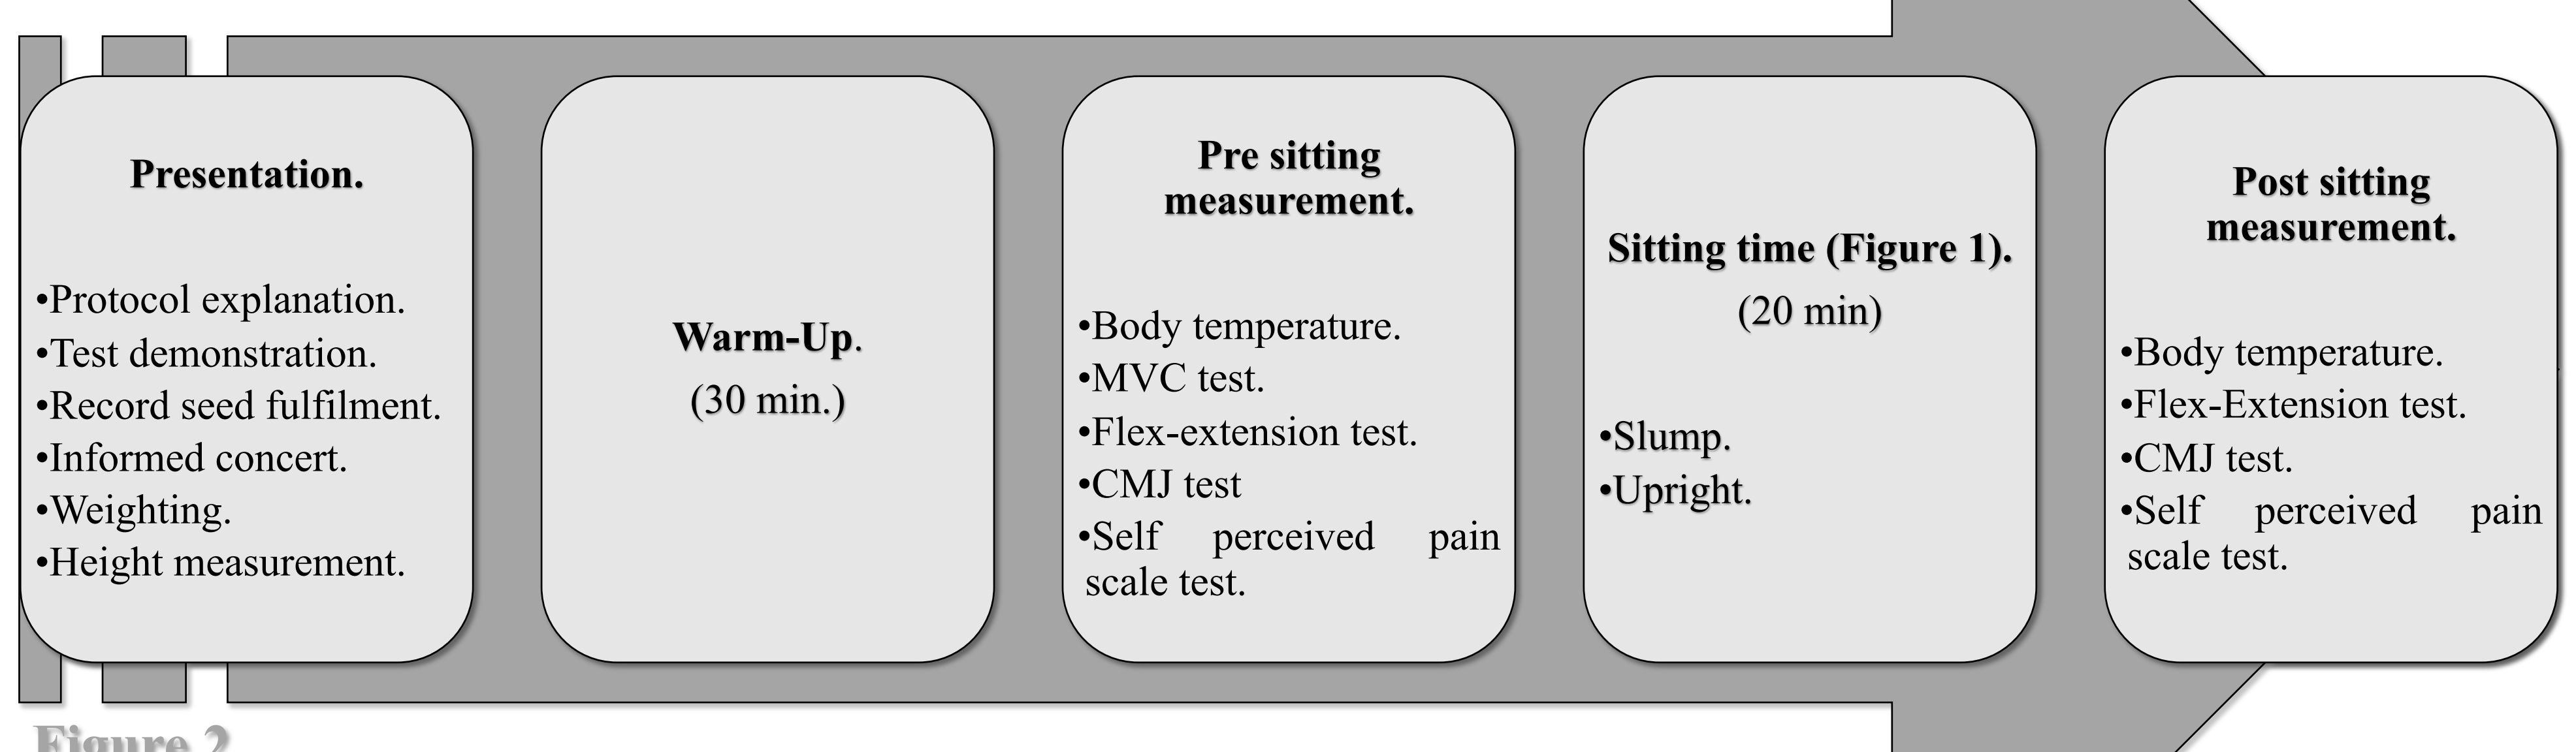 Presentation.
•Protocol explanation.
•Test demonstration.
•Record seed fulfilment.
•Informed concert.
•Weighting.
•Height measurement.
Warm-Up.
(30 min.)
Pre sitting
measurement.
•Body temperature.
•MVC test.
•Flex-extension test.
•CMJ test
•Self perceived pain
scale test.
Sitting time (Figure 1).
(20 min)
•Slump.
•Upright.
Post sitting
measurement.
•Body temperature.
•Flex-Extension test.
•CMJ test.
•Self perceived pain
scale test.
Figure 2